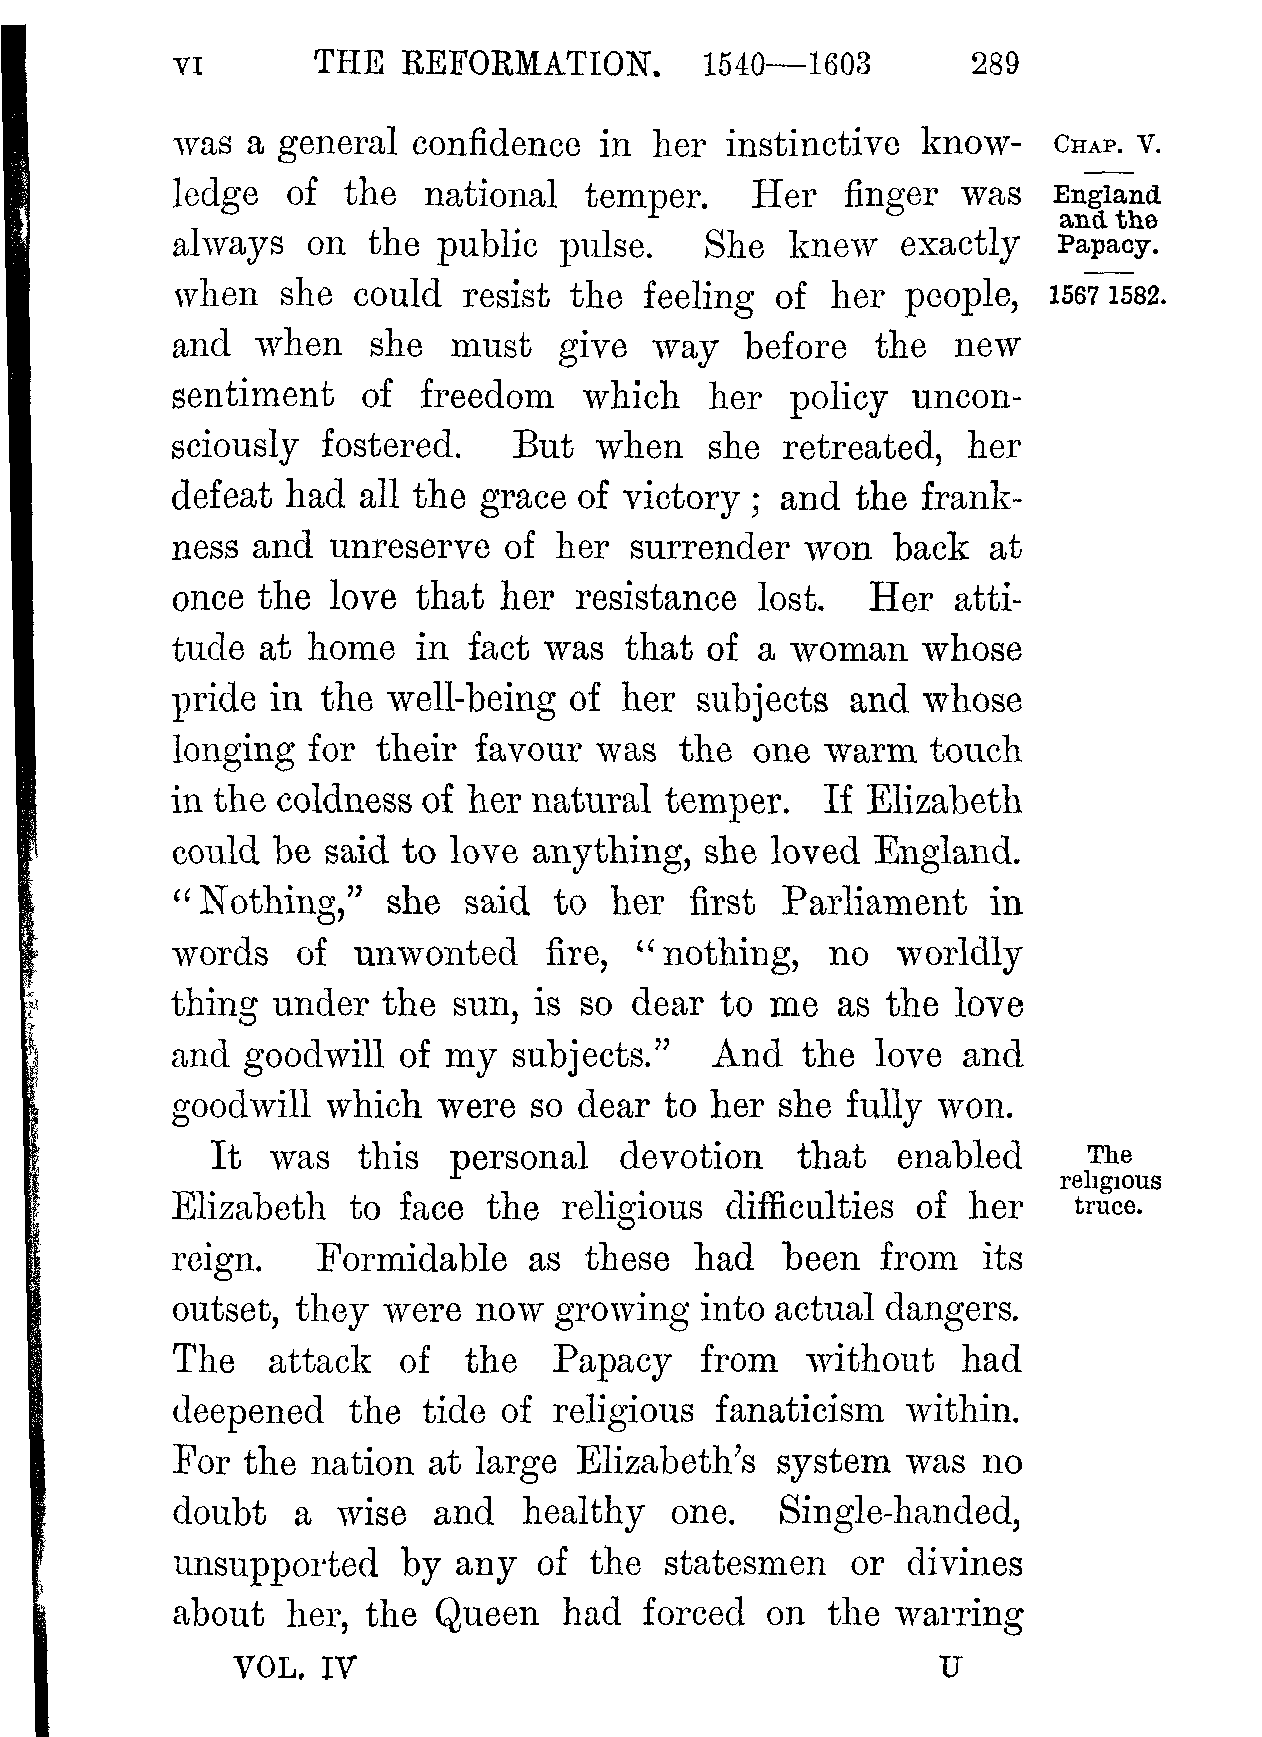 VI THE REFORMATION. 1540—1603 289
was a general confidence in her instinctive know-
ledge of the national temper. Her finger was
always on the public pulse. She knew exactly
when she could resist the feeling of her people,
and when she must give way before the new
sentiment of freedom which her policy uncon-
sciously fostered. But when she retreated, her
defeat had all the grace of victory ; and the frank-
ness and unreserve of her surrender won back at
once the love that her resistance lost. Her atti-
tude at home in fact was that of a woman whose
pride in the well-being of her subjects and whose
longing for their favour was the one warm touch
in the coldness of her natural temper. If Elizabeth
could be said to love anything, she loved England.
“Nothing,” she said to her first Parliament in
words of unwonted fire, “nothing, no worldly
thing under the sun, is so dear to me as the love
and goodwill of my subjects.” And the love and
goodwill which were so dear to her she fully won.
It was this personal devotion that enabled
Elizabeth to face the religious difficulties of her
reign. Formidable as these had been from its
outset, they were now growing into actual dangers.
The attack of the Papacy from without had
deepened the tide of religious fanaticism within.
For the nation at large Elizabeth’s system was no
doubt a wise and healthy one. Single-handed,
unsupported by any of the statesmen or divines
about her, the Queen had forced on the warring
VOL. IV U
CHAP. V.
England
and the
Papacy.
1567 1582.
The
religious
truce.